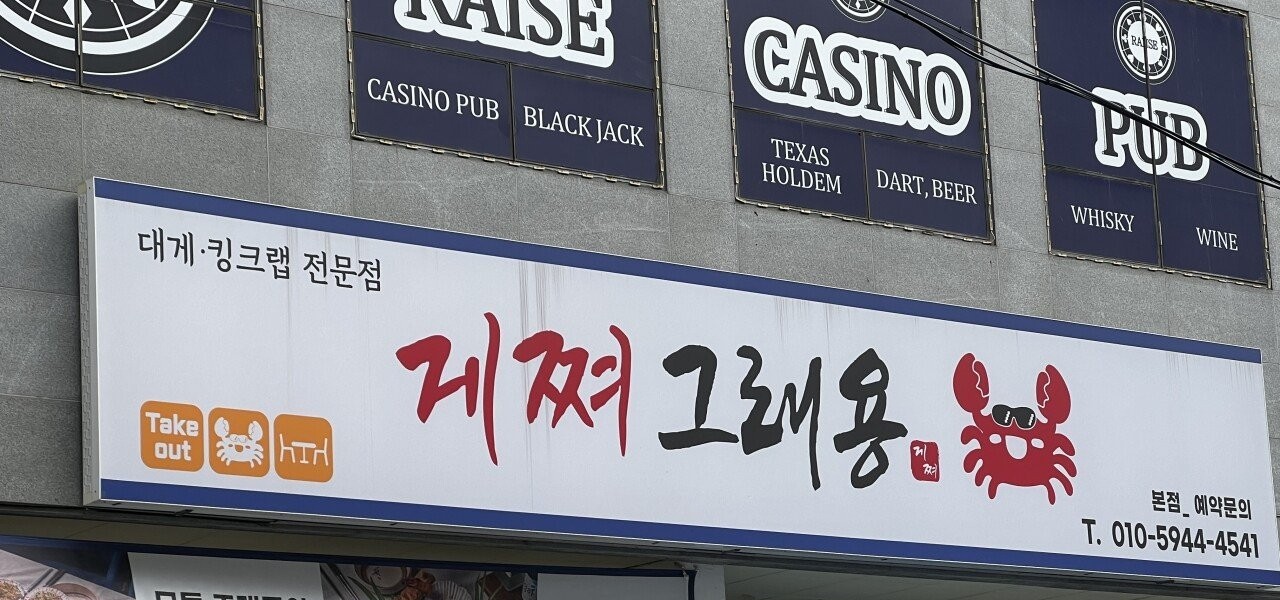 RAISE
CASINO PUB
BLACK JACK
CASINO
TEXAS
HOLDEM
DART, BEER
RAISE
PUB
WHISKY
WINE
대게·킹크랩 전문점
게쪄 그래용
게
쪄
Take
out
본점_ 예약문의
T. 010-5944-4541